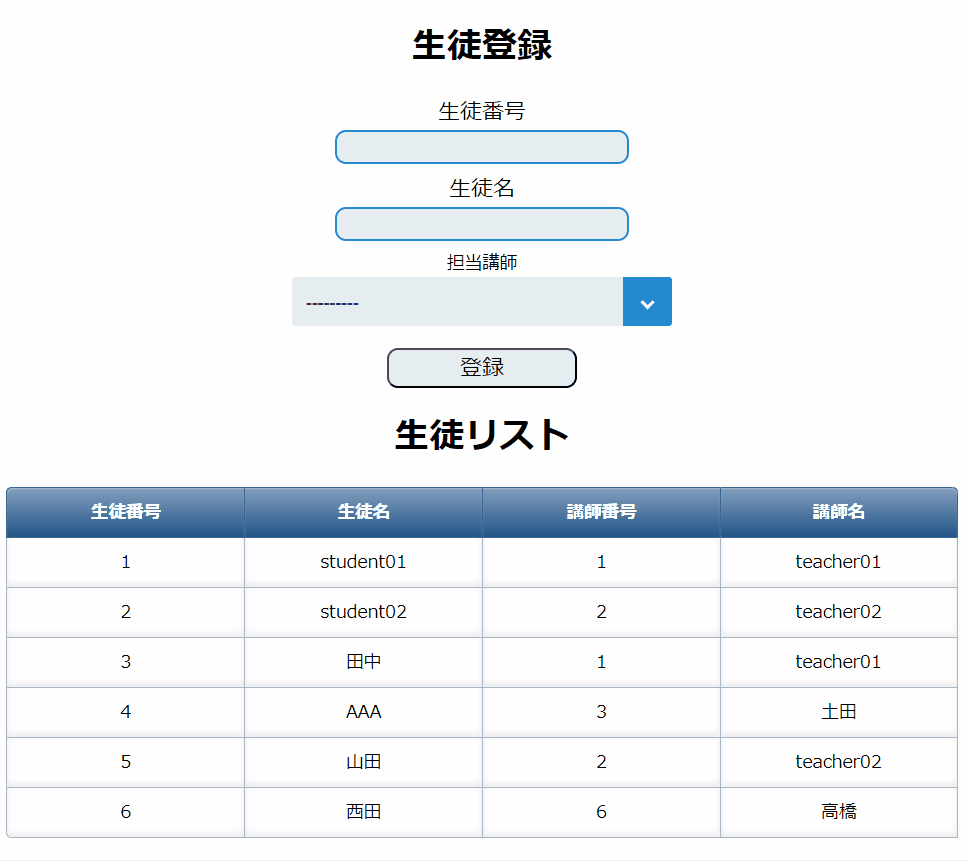 生徒登録
生徒番号
生徒名
担当講師
---------
登録
生徒リスト
生徒番号 生徒名 講師番号 講師名
1 student01 1 teacher01
2 student02 2 teacher02
3 田中 1 teacher01
4 AAA 3 土田
5 山田 2 teacher02
6 西田 6 高橋